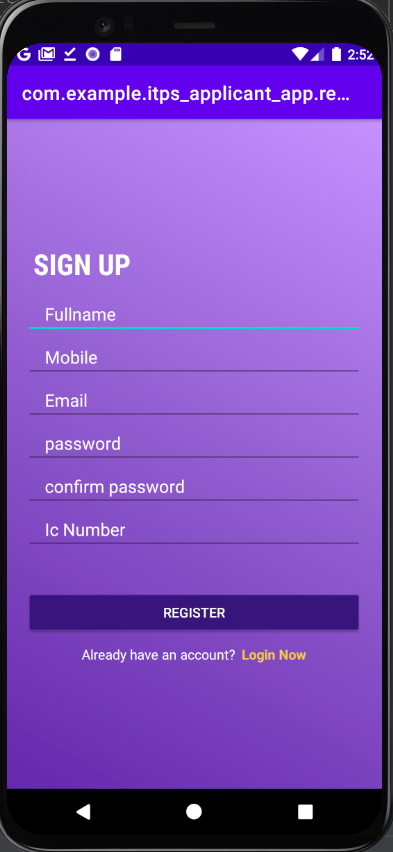 2:52
com.example.itps_applicant_app.re...
SIGN UP
Fullname
Mobile
Email
password
confirm password
Ic Number
REGISTER
Already have an account? Login Now